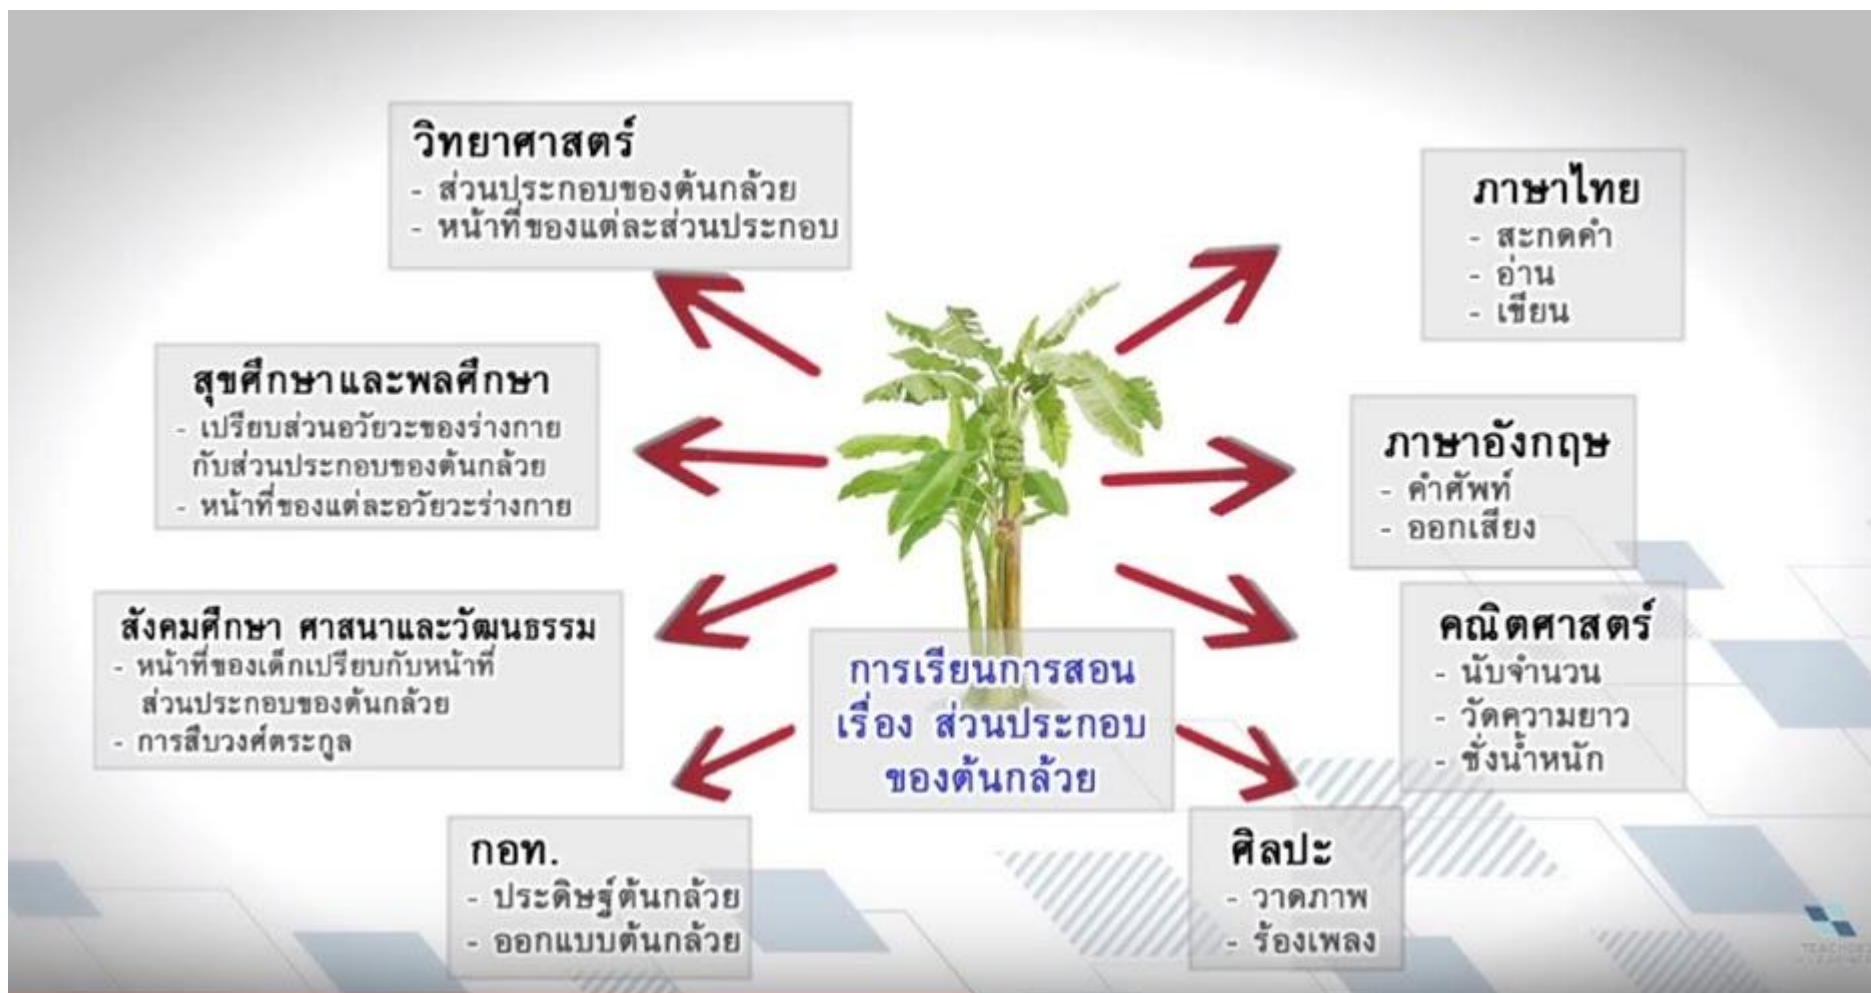 วิทยาศาสตร์
- ส่วนประกอบของต้นกล้วย
- หน้าที่ของแต่ละส่วนประกอบ
สุขศึกษาและพลศึกษา
- เปรียบส่วนอวัยวะของร่างกาย
กับส่วนประกอบของต้นกล้วย
- หน้าที่ของแต่ละอวัยวะร่างกาย
สังคมศึกษา ศาสนาและวัฒนธรรม
- หน้าที่ของเด็กเปรียบกับหน้าที่
ส่วนประกอบของต้นกล้วย
- การสืบวงศ์ตระกูล
กอท.
- ประดิษฐ์ต้นกล้วย
- ออกแบบต้นกล้วย
การเรียนการสอน
เรื่อง ส่วนประกอบ
ของต้นกล้วย
ภาษาไทย
- สะกดคำ
- อ่าน
- เขียน
ภาษาอังกฤษ
- คำศัพท์
- ออกเสียง
คณิตศาสตร์
- นับจำนวน
- วัดความยาว
- ชั่งน้ำหนัก
ศิลปะ
- วาดภาพ
- ร้องเพลง